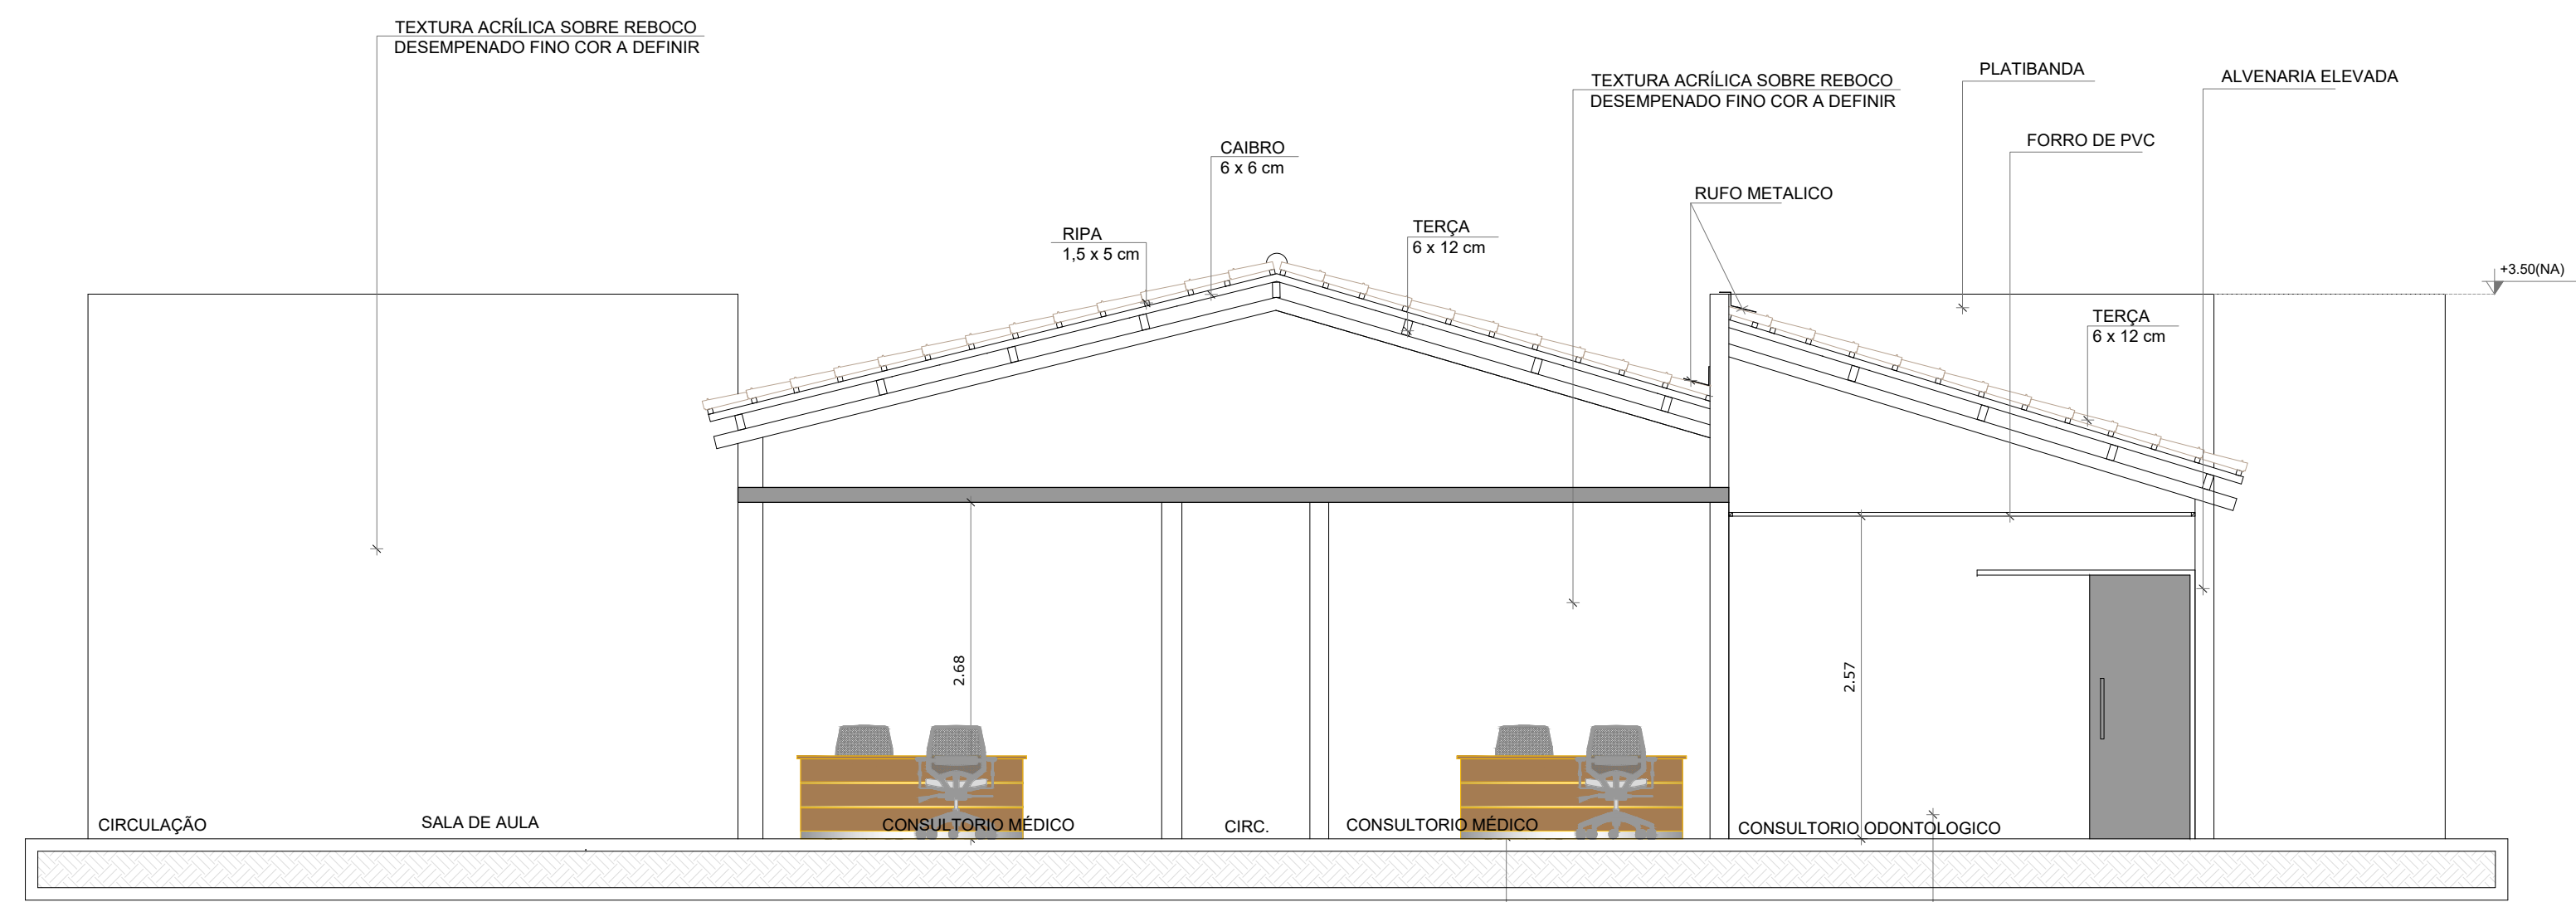 TEXTURA ACRÍLICA SOBRE REBOCO
DESEMPENADO FINO COR A DEFINIR
TEXTURA ACRÍLICA SOBRE REBOCO
DESEMPENADO FINO COR A DEFINIR
PLATIBANDA
ALVENARIA ELEVADA
FORRO DE PVC
CAIBRO
6 x 6 cm
RUFO METALICO
RIPA
1,5 x 5 cm
TERÇA
6 x 12 cm
+3.50(NA)
TERÇA
6 x 12 cm
2.68
2.57
CIRCULAÇÃO
SALA DE AULA
CONSULTORIO MÉDICO
CIRC.
CONSULTORIO MÉDICO
CONSULTORIO ODONTOLOGICO